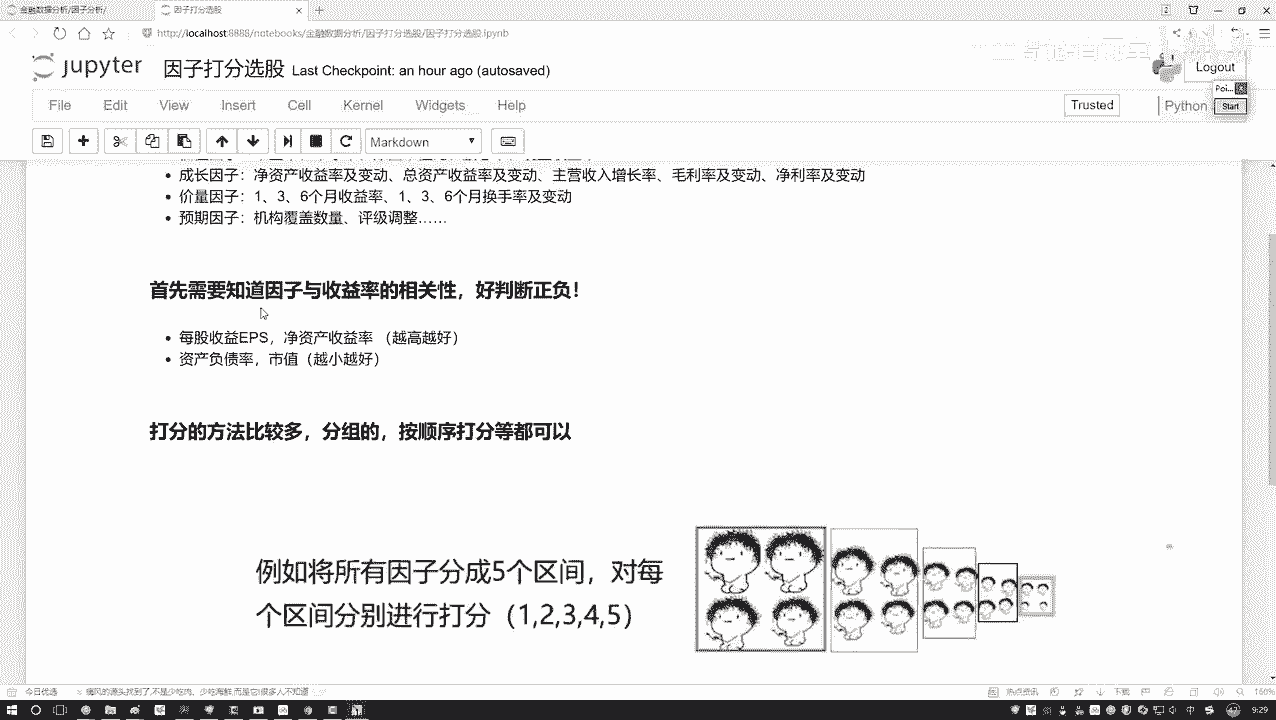 金融数据分析/因子分析/
因子打分选股
http://localhost:8888/notebooks/金融数据分析/因子打分选股/因子打分选股.ipynb
jupyter 因子打分选股 Last Checkpoint: an hour ago (autosaved)
Logout
File Edit View Insert Cell Kernel Widgets Help
Trusted
Python
Poi...
Start
Markdown
成长因子：净资产收益率及变动、总资产收益率及变动、主营收入增长率、毛利率及变动、净利率及变动
价量因子：1、3、6个月收益率、1、3、6个月换手率及变动
预期因子：机构覆盖数量、评级调整……
首先需要知道因子与收益率的相关性，好判断正负！
每股收益EPS，净资产收益率 （越高越好）
资产负债率，市值（越小越好）
打分的方法比较多，分组的，按顺序打分等都可以
例如将所有因子分成5个区间，对每
个区间分别进行打分（1,2,3,4,5）
今日优选
热点资讯
下载
160%
9:29